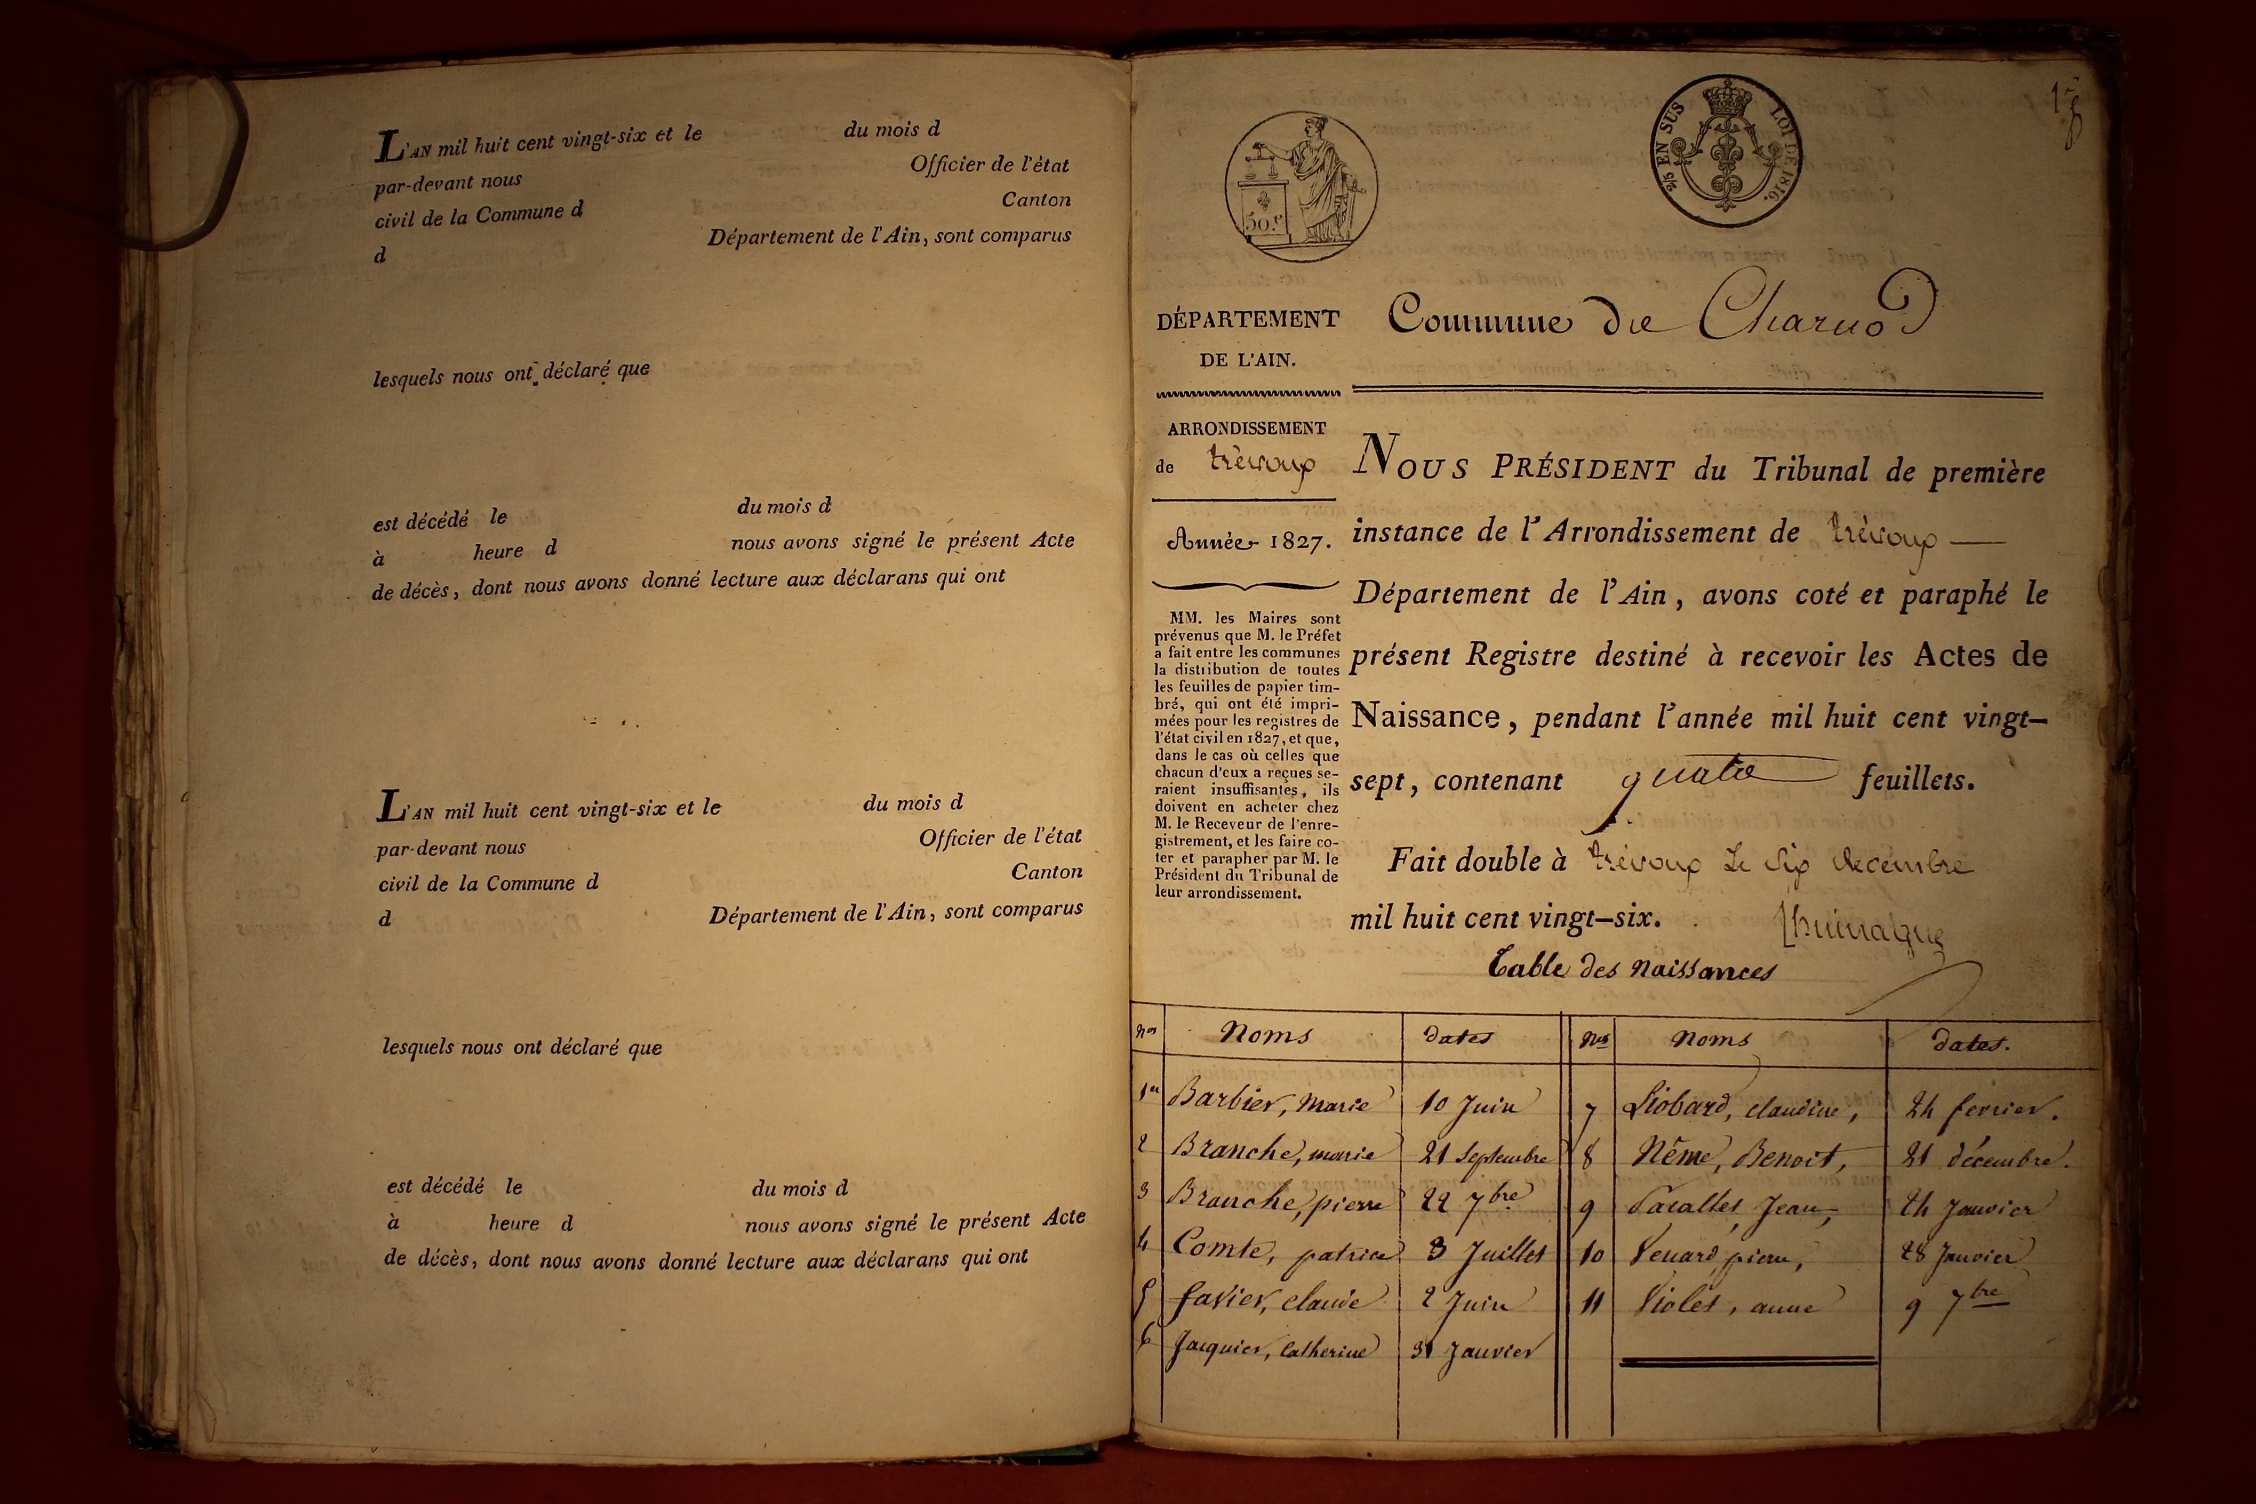 L'AN mil huit cent vingt-six et le du mois d
par-devant nous Officier de l'état
civil de la Commune d Canton
d Département de l'Ain, sont comparus
lesquels nous ont déclaré que
est décédé le du mois d
à heure d nous avons signé le présent Acte
de décès, dont nous avons donné lecture aux déclarans qui ont
L'AN mil huit cent vingt-six et le du mois d
par-devant nous Officier de l'état
civil de la Commune d Canton
d Département de l'Ain, sont comparus
lesquels nous ont déclaré que
est décédé le du mois d
à heure d nous avons signé le présent Acte
de décès, dont nous avons donné lecture aux déclarans qui ont
50.c
2/5 EN SUS LOI DE 1816.
DÉPARTEMENT
DE L'AIN.
ARRONDISSEMENT
de trévoux
Année 1827.
MM. les Maires sont
prévenus que M. le Préfet
a fait entre les communes
la distribution de toutes
les feuilles de papier tim-
bré, qui ont été impri-
mées pour les registres de
l'état civil en 1827, et que,
dans le cas où celles que
chacun d'eux a reçues se-
raient insuffisantes, ils
doivent en acheter chez
M. le Receveur de l'enre-
gistrement, et les faire co-
ter et parapher par M. le
Président du Tribunal de
leur arrondissement.
Commune de Charnod
NOUS PRÉSIDENT du Tribunal de première
instance de l'Arrondissement de trévoux
Département de l'Ain, avons coté et paraphé le
présent Registre destiné à recevoir les Actes de
Naissance, pendant l'année mil huit cent vingt-
sept, contenant quatre feuillets.
Fait double à trévoux le six decembre
mil huit cent vingt-six.
Table des naissances
Nos Noms dates Nos Noms dates.
1er Barbier, Marie 10 Juin 7 Liobard, claudine, 24 fevrier.
2 Branche, marie 21 Septembre 8 Nême, Benoit, 21 décembre.
3 Branche, pierre 22 7bre 9 Jean, 24 Janvier
4 Comte, patrice 3 Juillet 10 Venard, pierre, 28 Janvier
5 favier, claude 2 Juin 11 Violet, anne 9 7bre
6 Jacquier, Catherine 31 Janvier